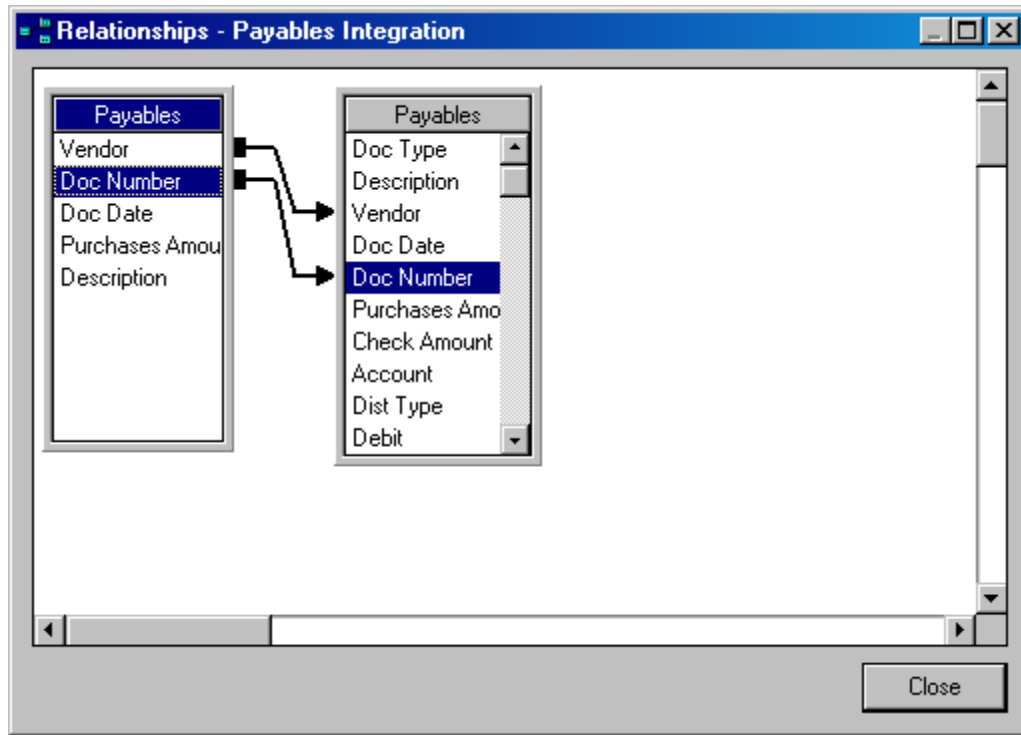 Relationships - Payables Integration
Payables
Vendor
Doc Number
Doc Date
Purchases Amou
Description
Payables
Doc Type
Description
Vendor
Doc Date
Doc Number
Purchases Amo
Check Amount
Account
Dist Type
Debit
Close